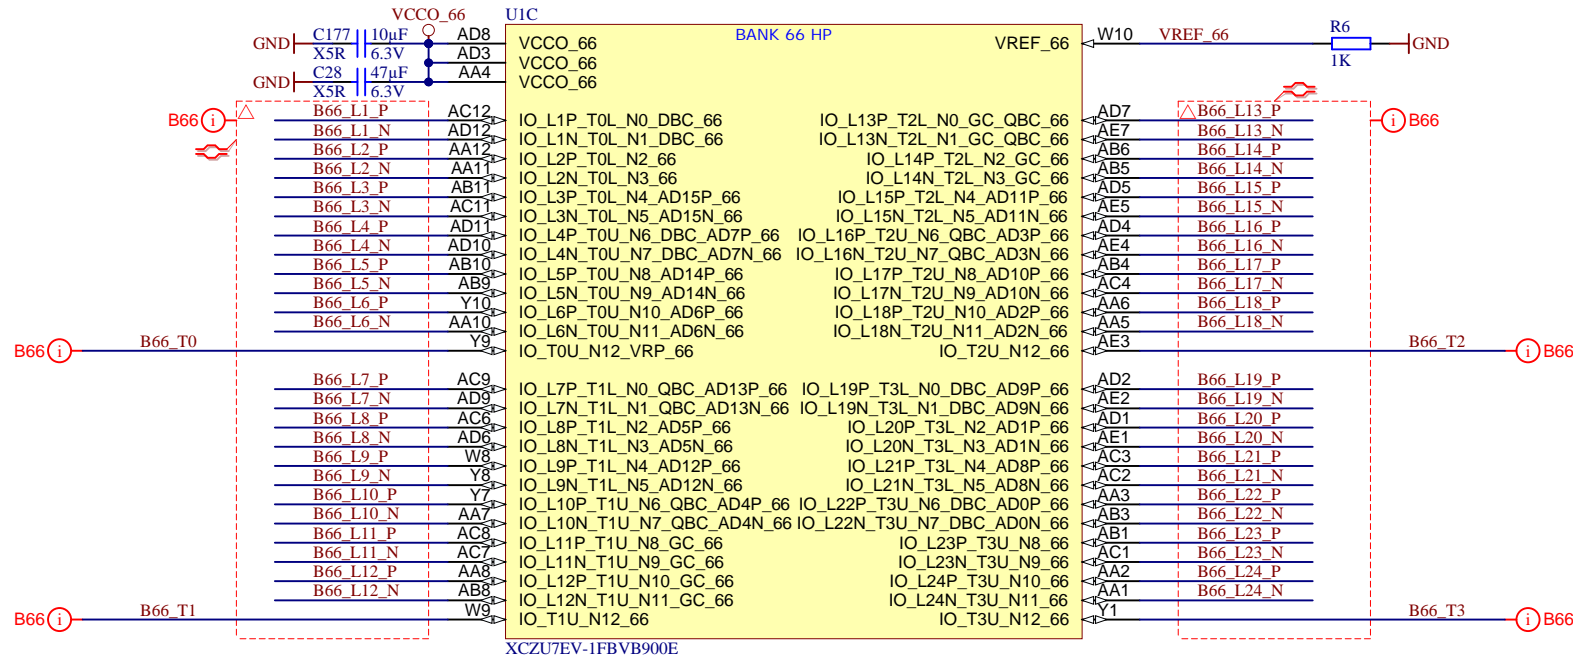 VCCO_66 U1C
GND C177 10µF AD8 VCCO_66 BANK 66 HP VREF_66 W10 VREF_66 R6 GND
X5R 6.3V AD3 VCCO_66 1K
GND C28 47µF AA4 VCCO_66
X5R 6.3V
B66 B66_L1_P AC12 IO_L1P_T0L_N0_DBC_66 IO_L13P_T2L_N0_GC_QBC_66 AD7 B66_L13_P B66
B66_L1_N AD12 IO_L1N_T0L_N1_DBC_66 IO_L13N_T2L_N1_GC_QBC_66 AE7 B66_L13_N
B66_L2_P AA12 IO_L2P_T0L_N2_66 IO_L14P_T2L_N2_GC_66 AB6 B66_L14_P
B66_L2_N AA11 IO_L2N_T0L_N3_66 IO_L14N_T2L_N3_GC_66 AB5 B66_L14_N
B66_L3_P AB11 IO_L3P_T0L_N4_AD15P_66 IO_L15P_T2L_N4_AD11P_66 AD5 B66_L15_P
B66_L3_N AC11 IO_L3N_T0L_N5_AD15N_66 IO_L15N_T2L_N5_AD11N_66 AE5 B66_L15_N
B66_L4_P AD11 IO_L4P_T0U_N6_DBC_AD7P_66 IO_L16P_T2U_N6_QBC_AD3P_66 AD4 B66_L16_P
B66_L4_N AD10 IO_L4N_T0U_N7_DBC_AD7N_66 IO_L16N_T2U_N7_QBC_AD3N_66 AE4 B66_L16_N
B66_L5_P AB10 IO_L5P_T0U_N8_AD14P_66 IO_L17P_T2U_N8_AD10P_66 AB4 B66_L17_P
B66_L5_N AB9 IO_L5N_T0U_N9_AD14N_66 IO_L17N_T2U_N9_AD10N_66 AC4 B66_L17_N
B66_L6_P Y10 IO_L6P_T0U_N10_AD6P_66 IO_L18P_T2U_N10_AD2P_66 AA6 B66_L18_P
B66_L6_N AA10 IO_L6N_T0U_N11_AD6N_66 IO_L18N_T2U_N11_AD2N_66 AA5 B66_L18_N
B66 i B66_T0 Y9 IO_T0U_N12_VRP_66 IO_T2U_N12_66 AE3 B66_T2 i B66
B66_L7_P AC9 IO_L7P_T1L_N0_QBC_AD13P_66 IO_L19P_T3L_N0_DBC_AD9P_66 AD2 B66_L19_P
B66_L7_N AD9 IO_L7N_T1L_N1_QBC_AD13N_66 IO_L19N_T3L_N1_DBC_AD9N_66 AE2 B66_L19_N
B66_L8_P AC6 IO_L8P_T1L_N2_AD5P_66 IO_L20P_T3L_N2_AD1P_66 AD1 B66_L20_P
B66_L8_N AD6 IO_L8N_T1L_N3_AD5N_66 IO_L20N_T3L_N3_AD1N_66 AE1 B66_L20_N
B66_L9_P W8 IO_L9P_T1L_N4_AD12P_66 IO_L21P_T3L_N4_AD8P_66 AC3 B66_L21_P
B66_L9_N Y8 IO_L9N_T1L_N5_AD12N_66 IO_L21N_T3L_N5_AD8N_66 AC2 B66_L21_N
B66_L10_P Y7 IO_L10P_T1U_N6_QBC_AD4P_66 IO_L22P_T3U_N6_DBC_AD0P_66 AA3 B66_L22_P
B66_L10_N AA7 IO_L10N_T1U_N7_QBC_AD4N_66 IO_L22N_T3U_N7_DBC_AD0N_66 AB3 B66_L22_N
B66_L11_P AC8 IO_L11P_T1U_N8_GC_66 IO_L23P_T3U_N8_66 AB1 B66_L23_P
B66_L11_N AC7 IO_L11N_T1U_N9_GC_66 IO_L23N_T3U_N9_66 AC1 B66_L23_N
B66_L12_P AA8 IO_L12P_T1U_N10_GC_66 IO_L24P_T3U_N10_66 AA2 B66_L24_P
B66_L12_N AB8 IO_L12N_T1U_N11_GC_66 IO_L24N_T3U_N11_66 AA1 B66_L24_N
B66 i B66_T1 W9 IO_T1U_N12_66 IO_T3U_N12_66 Y1 B66_T3 i B66
XCZU7EV-1FBVB900E